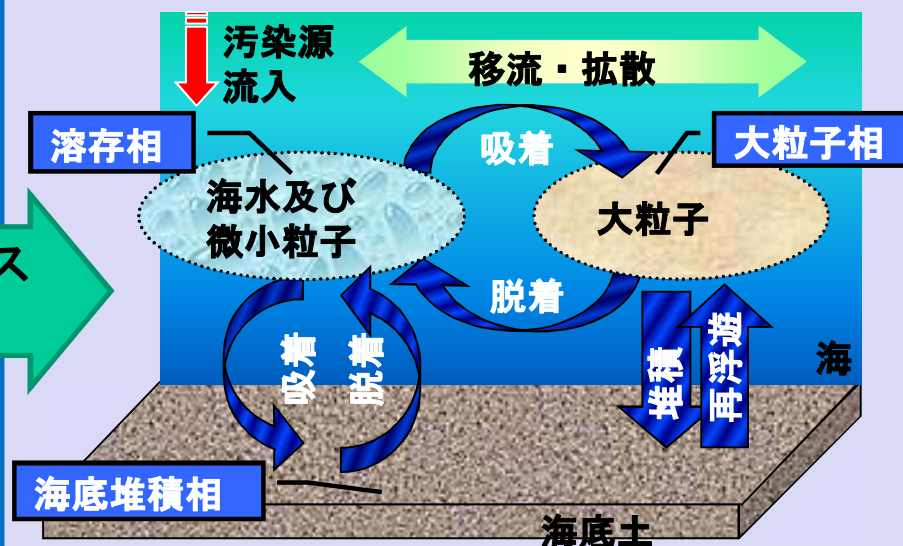 汚染源
流入
移流・拡散
溶存相
吸着
大粒子相
海水及び
微小粒子
大粒子
ス
脱着
吸着
脱着
堆積
再浮遊
海
海底堆積相
海底土